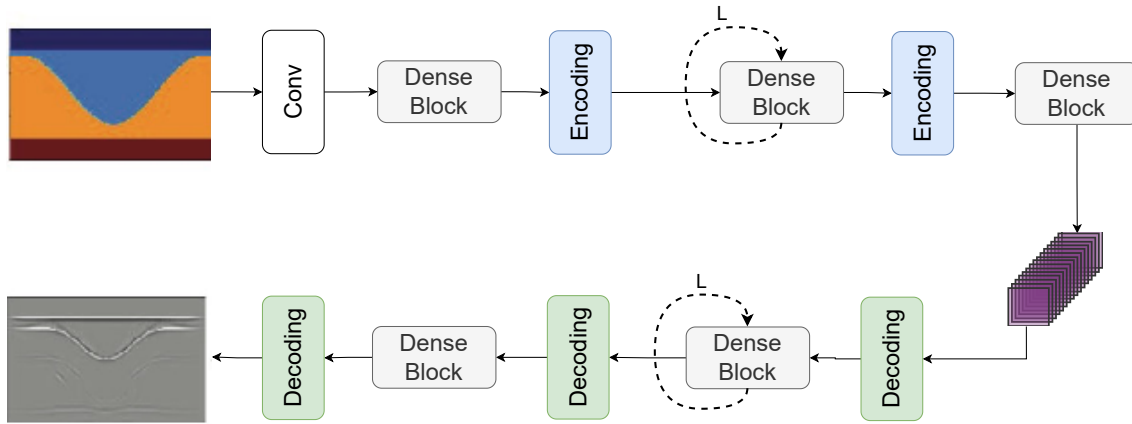 L
Conv
Dense
Block
Encoding
Dense
Block
Encoding
Dense
Block
L
Decoding
Dense
Block
Decoding
Dense
Block
Decoding